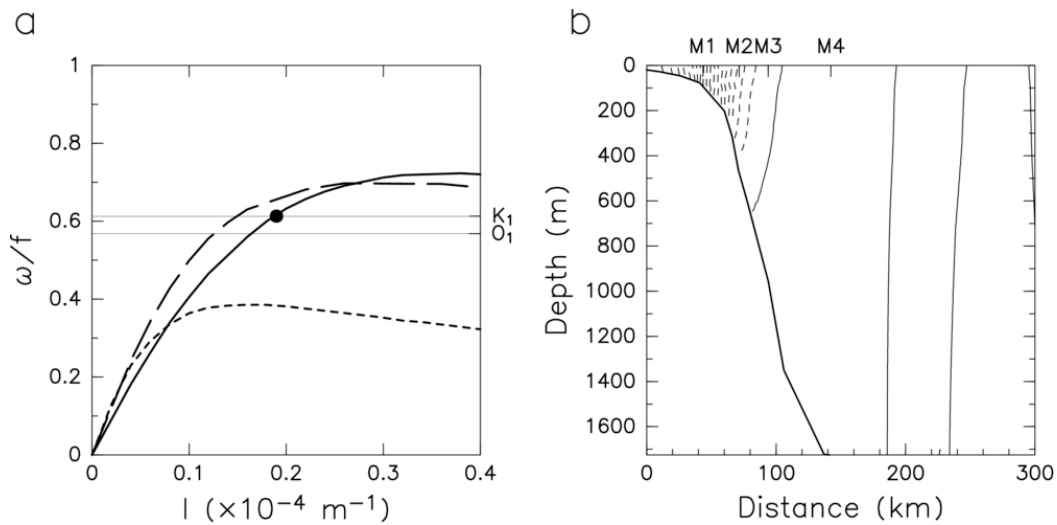 a
1
0.8
0.6
0.4
0.2
0
ω/f
K₁
O₁
0 0.1 0.2 0.3 0.4
l (×10⁻⁴ m⁻¹)
b
M1 M2 M3 M4
0
200
400
600
800
1000
1200
1400
1600
Depth (m)
0 100 200 300
Distance (km)